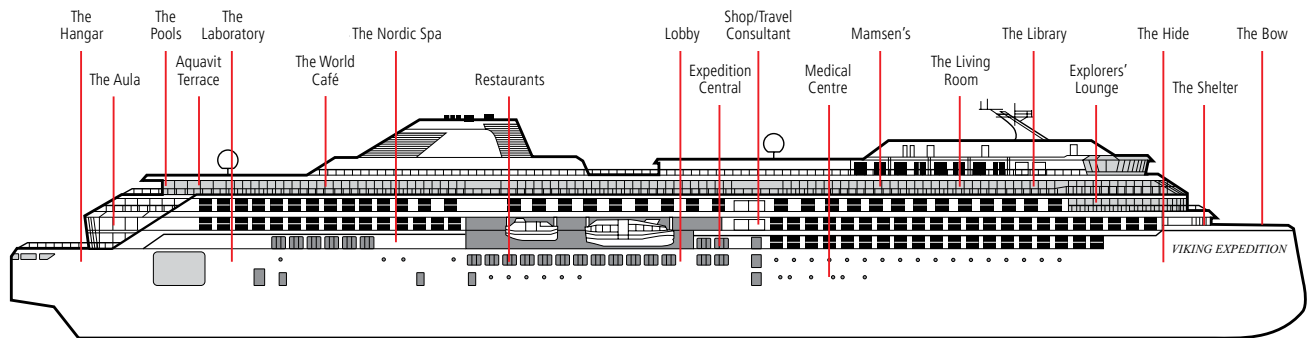 The
Hangar
The
Pools
The
Laboratory
The Nordic Spa
Lobby
Shop/Travel
Consultant
Mamsen's
The Library
The Hide
The Bow
The Aula
Aquavit
Terrace
The World
Café
Restaurants
Expedition
Central
Medical
Centre
The Living
Room
Explorers'
Lounge
The Shelter
VIKING EXPEDITION